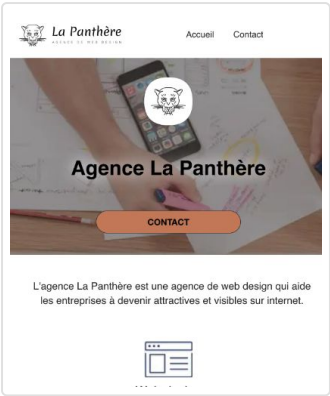 La Panthère
AGENCE DE WEB DESIGN
Accueil Contact
Agence La Panthère
CONTACT
L'agence La Panthère est une agence de web design qui aide
les entreprises à devenir attractives et visibles sur internet.